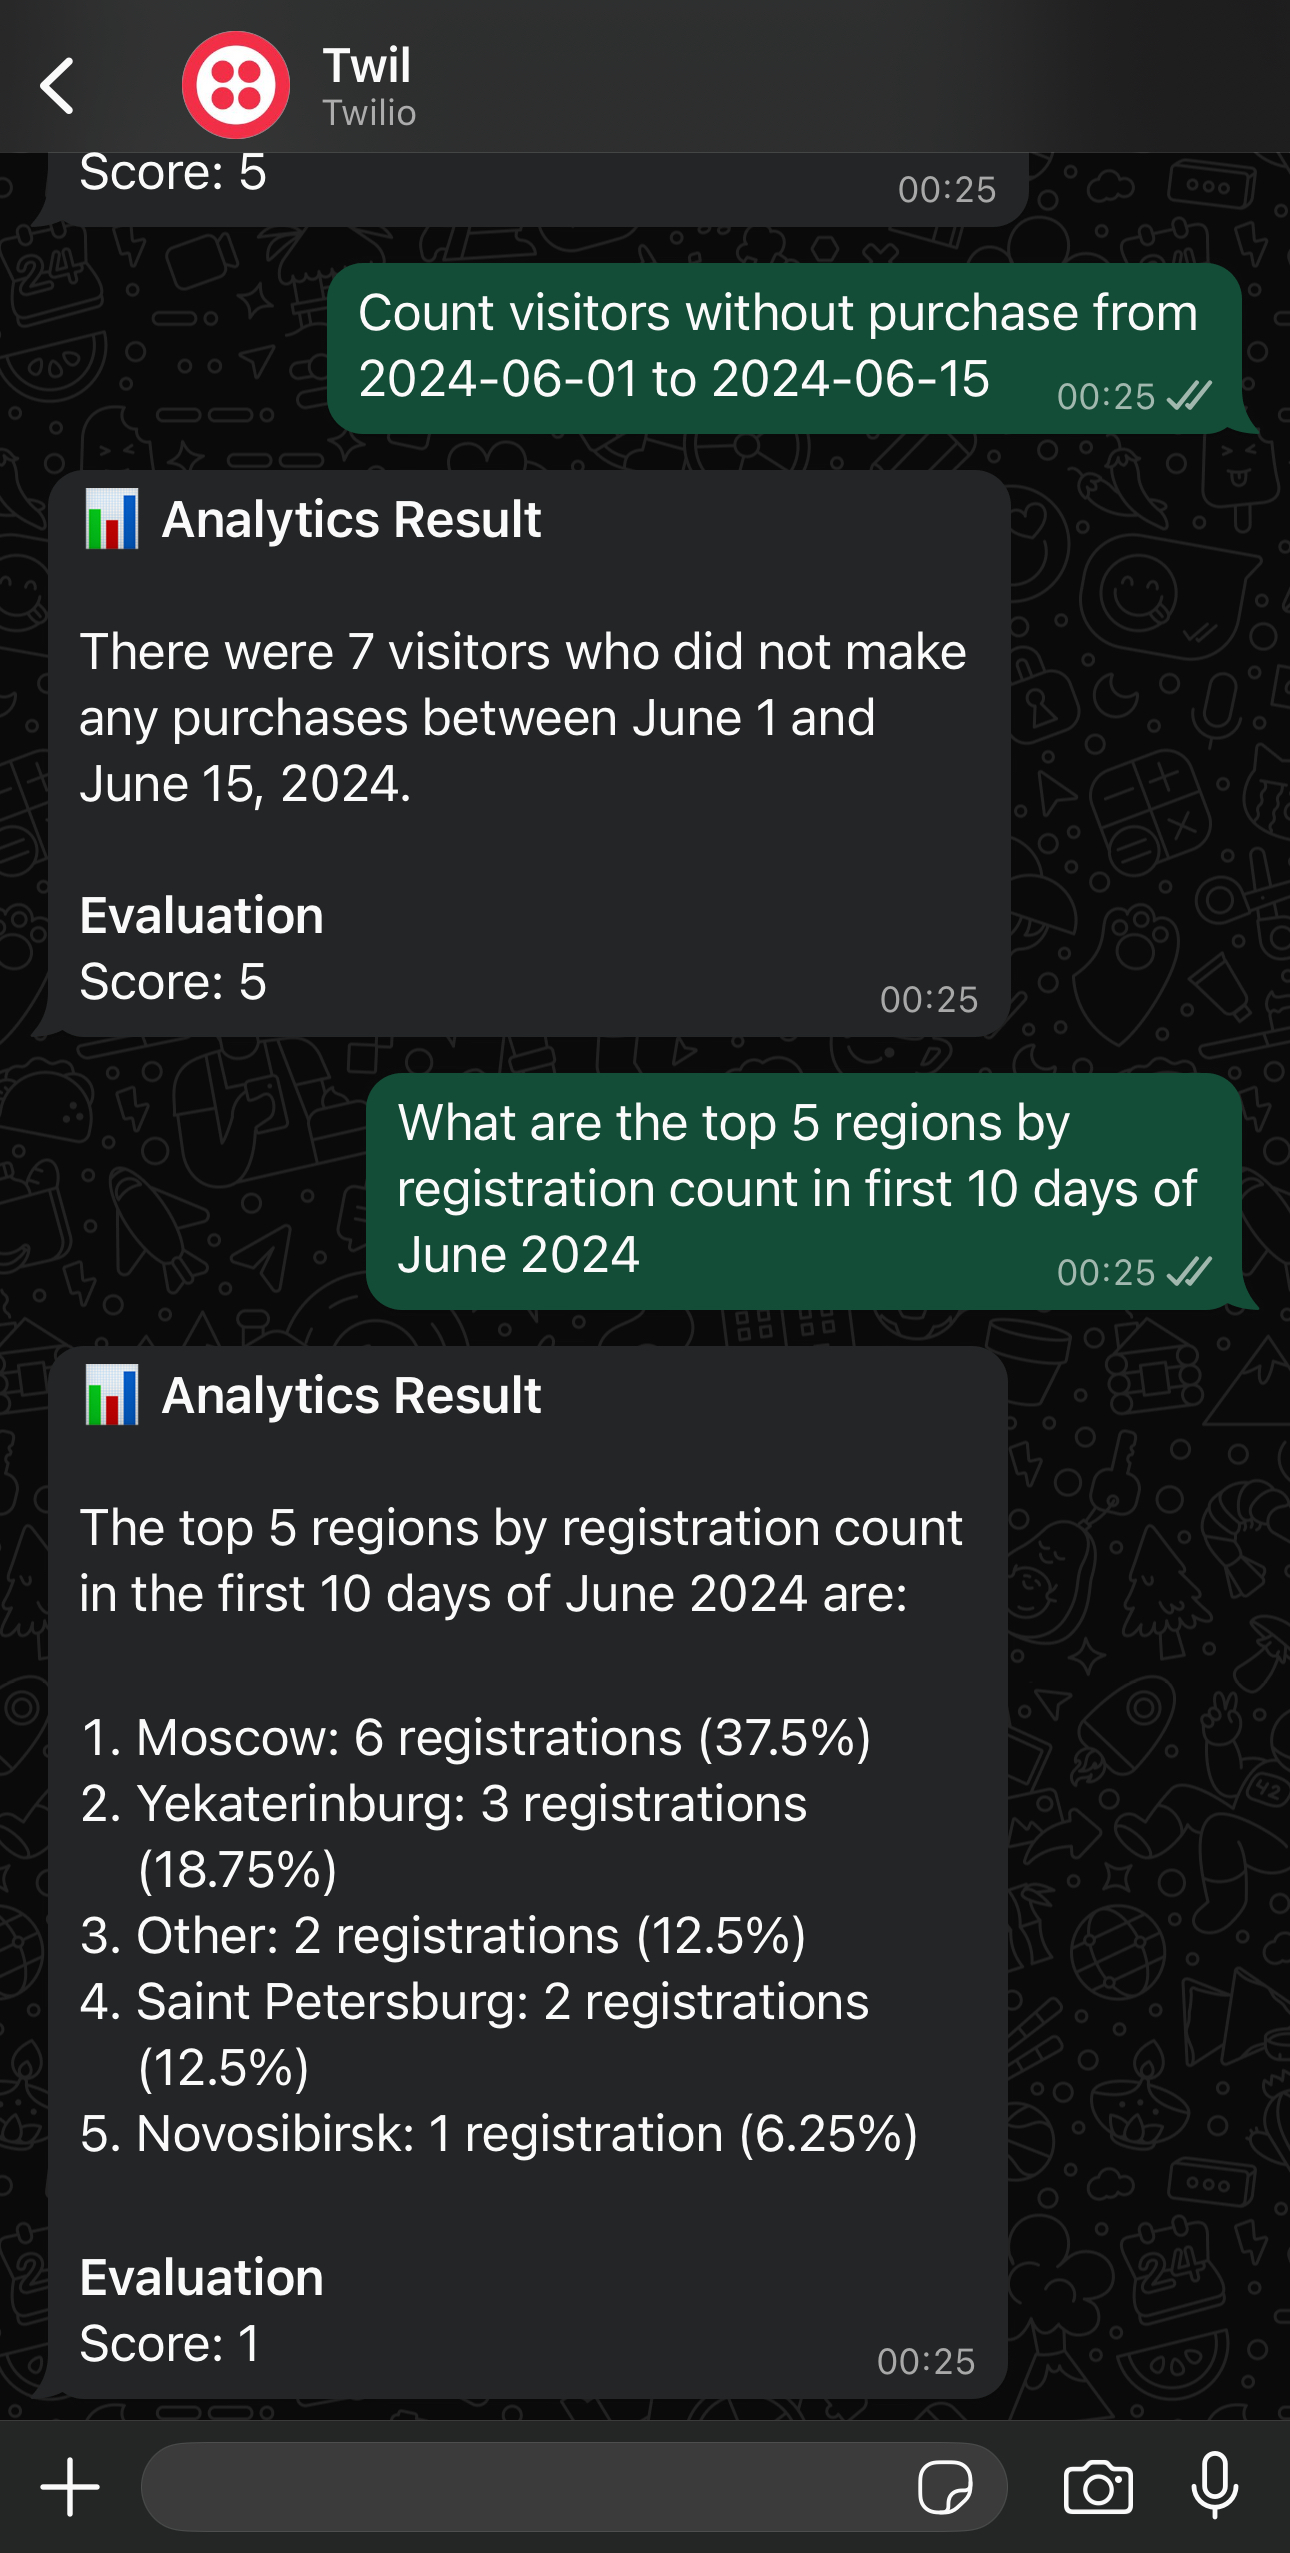 Twil
Twilio
Score: 5
00:25
Count visitors without purchase from
2024-06-01 to 2024-06-15
00:25
Analytics Result
There were 7 visitors who did not make
any purchases between June 1 and
June 15, 2024.
Evaluation
Score: 5
00:25
What are the top 5 regions by
registration count in first 10 days of
June 2024
00:25
Analytics Result
The top 5 regions by registration count
in the first 10 days of June 2024 are:
1. Moscow: 6 registrations (37.5%)
2. Yekaterinburg: 3 registrations
(18.75%)
3. Other: 2 registrations (12.5%)
4. Saint Petersburg: 2 registrations
(12.5%)
5. Novosibirsk: 1 registration (6.25%)
Evaluation
Score: 1
00:25